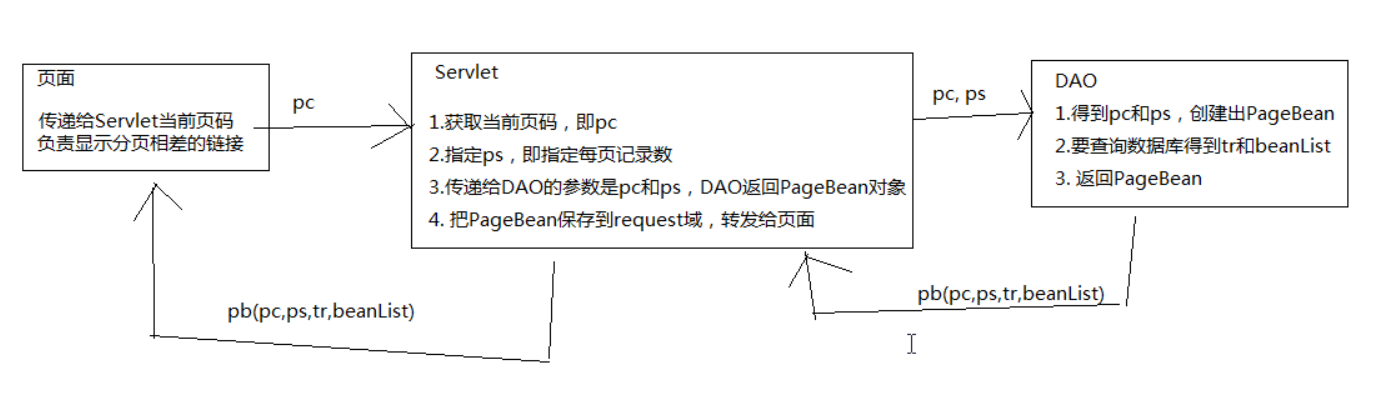 页面
传递给Servlet当前页码
负责显示分页相差的链接
pc
Servlet
1.获取当前页码，即pc
2.指定ps，即指定每页记录数
3.传递给DAO的参数是pc和ps，DAO返回PageBean对象
4. 把PageBean保存到request域，转发给页面
pc, ps
DAO
1.得到pc和ps，创建出PageBean
2.要查询数据库得到tr和beanList
3. 返回PageBean
pb(pc,ps,tr,beanList)
pb(pc,ps,tr,beanList)